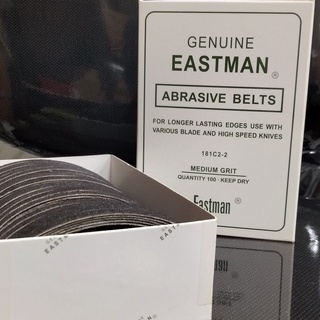 GENUINE
EASTMAN ®
ABRASIVE BELTS
FOR LONGER LASTING EDGES USE WITH
VARIOUS BLADE AND HIGH SPEED KNIVES
181C2-2
MEDIUM GRIT
QUANTITY 100 - KEEP DRY
Eastman ®
EASTMAN
EASTMAN